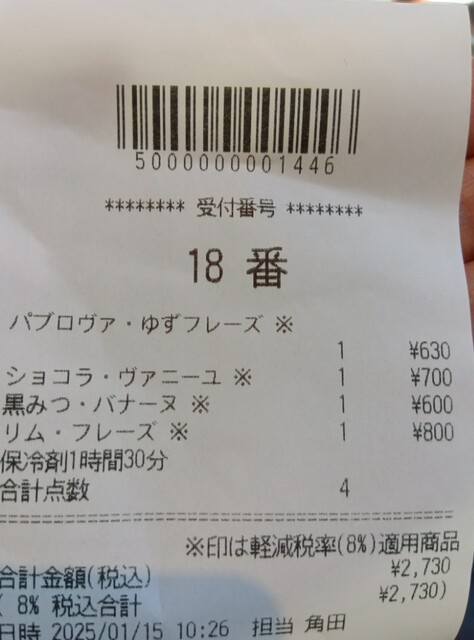 5000000001446
******** 受付番号 ********
18 番
パブロヴァ・ゆずフレーズ ※
1 ¥630
ショコラ・ヴァニーユ ※ 1 ¥700
黒みつ・バナーヌ ※ 1 ¥600
リム・フレーズ ※ 1 ¥800
保冷剤1時間30分
合計点数 4
※印は軽減税率(8%)適用商品
合計金額(税込) ¥2,730
( 8% 税込合計 ¥2,730)
日時 2025/01/15 10:26 担当 角田